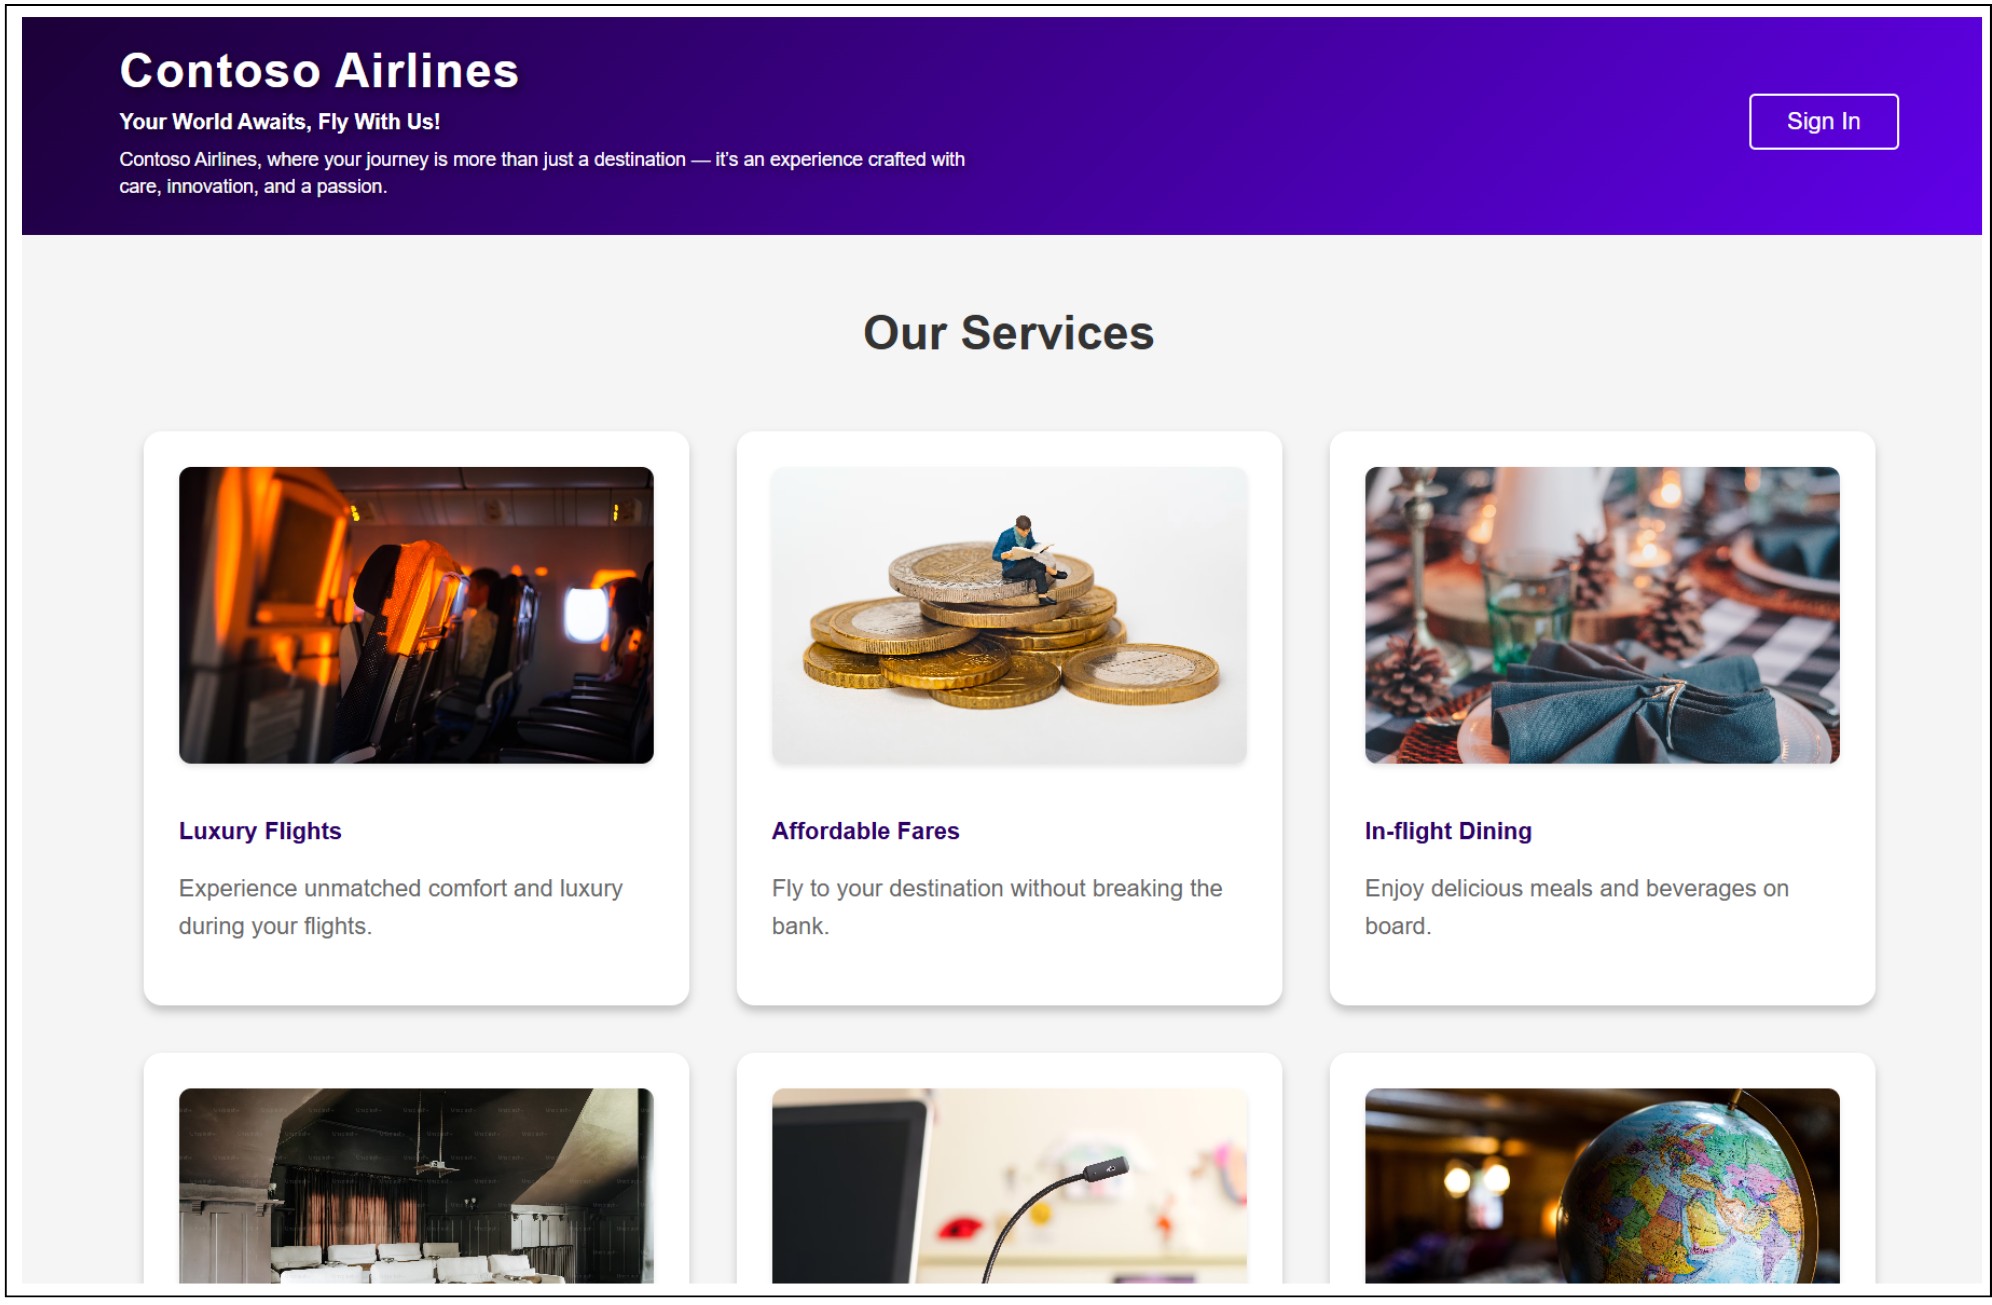 Contoso Airlines
Your World Awaits, Fly With Us!
Contoso Airlines, where your journey is more than just a destination — it's an experience crafted with
care, innovation, and a passion.
Sign In
Our Services
Luxury Flights
Experience unmatched comfort and luxury
during your flights.
Affordable Fares
Fly to your destination without breaking the
bank.
In-flight Dining
Enjoy delicious meals and beverages on
board.